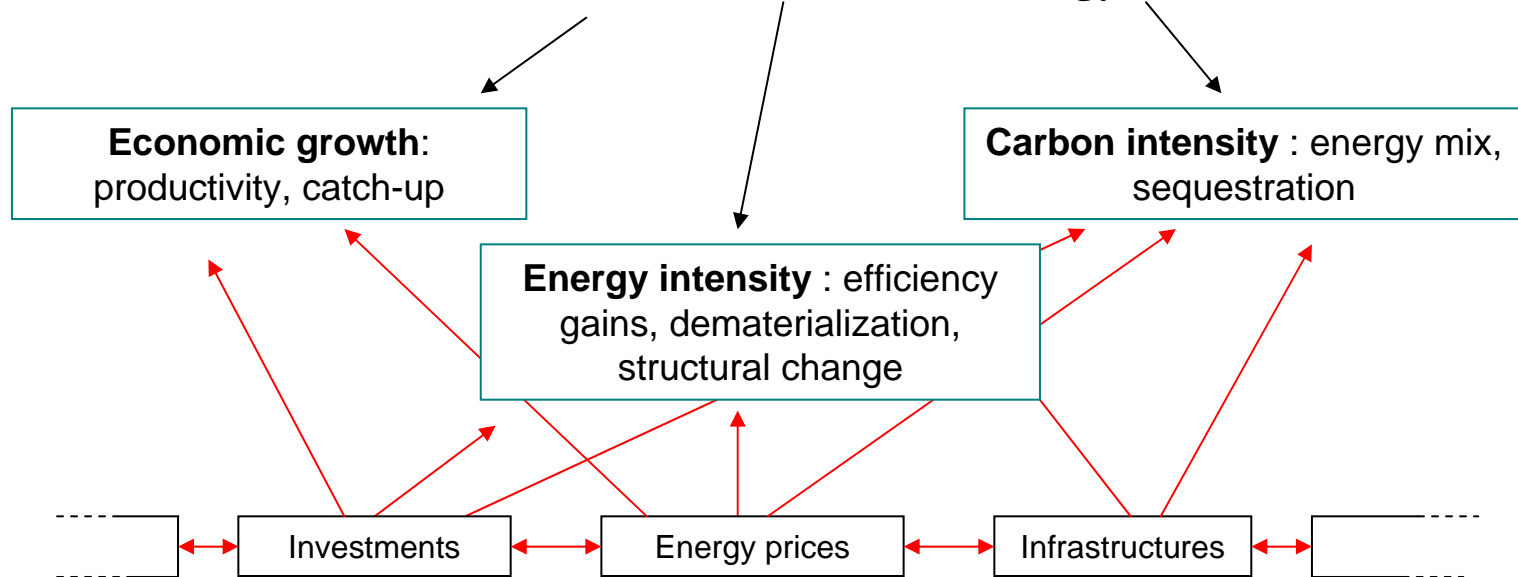 Economic growth:
productivity, catch-up
Carbon intensity : energy mix,
sequestration
Energy intensity : efficiency
gains, dematerialization,
structural change
Investments
Energy prices
Infrastructures